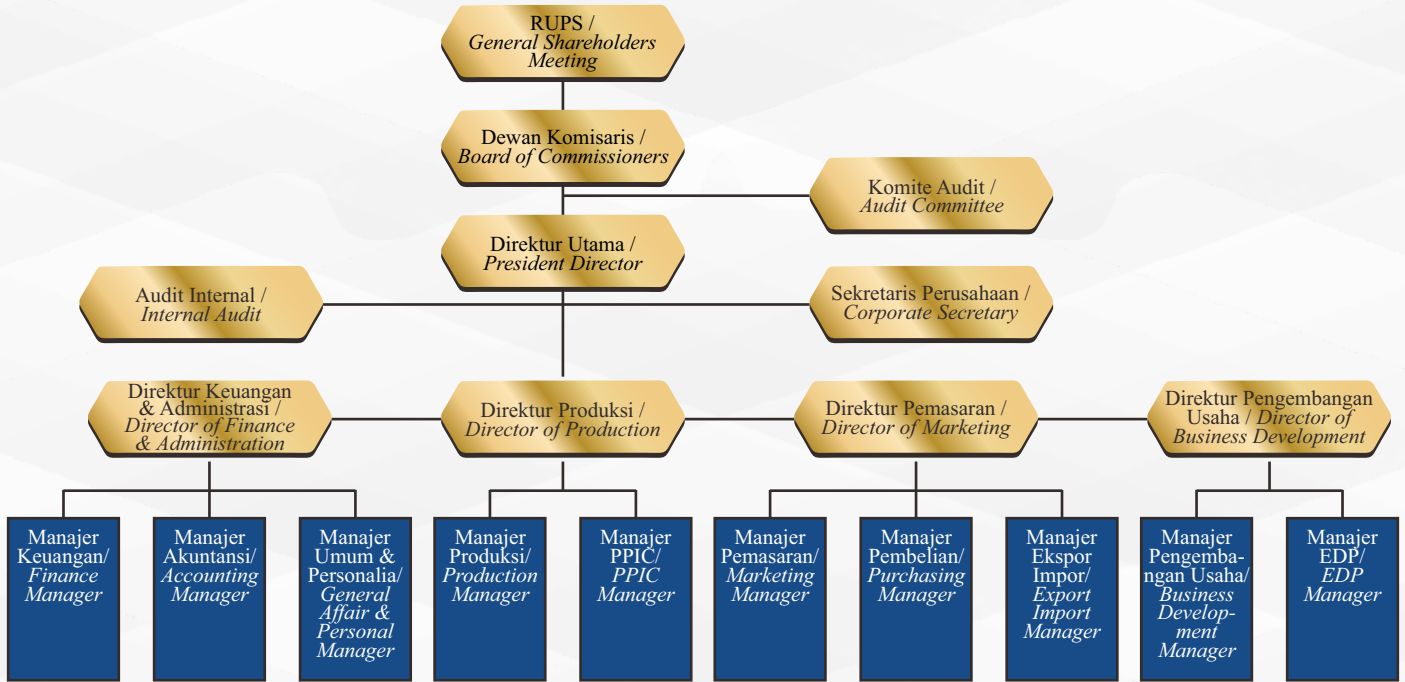 RUPS /
General Shareholders
Meeting
Dewan Komisaris /
Board of Commissioners
Komite Audit /
Audit Committee
Direktur Utama /
President Director
Audit Internal /
Internal Audit
Sekretaris Perusahaan /
Corporate Secretary
Direktur Keuangan
& Administrasi /
Director of Finance
& Administration
Direktur Produksi /
Director of Production
Direktur Pemasaran /
Director of Marketing
Direktur Pengembangan
Usaha / Director of
Business Development
Manajer
Keuangan/
Finance
Manager
Manajer
Akuntansi/
Accounting
Manager
Manajer
Umum &
Personalia/
General
Affair &
Personal
Manager
Manajer
Produksi/
Production
Manager
Manajer
PPIC/
PPIC
Manager
Manajer
Pemasaran/
Marketing
Manager
Manajer
Pembelian/
Purchasing
Manager
Manajer
Ekspor
Impor/
Export
Import
Manager
Manajer
Pengemba-
ngan Usaha/
Business
Develop-
ment
Manager
Manajer
EDP/
EDP
Manager